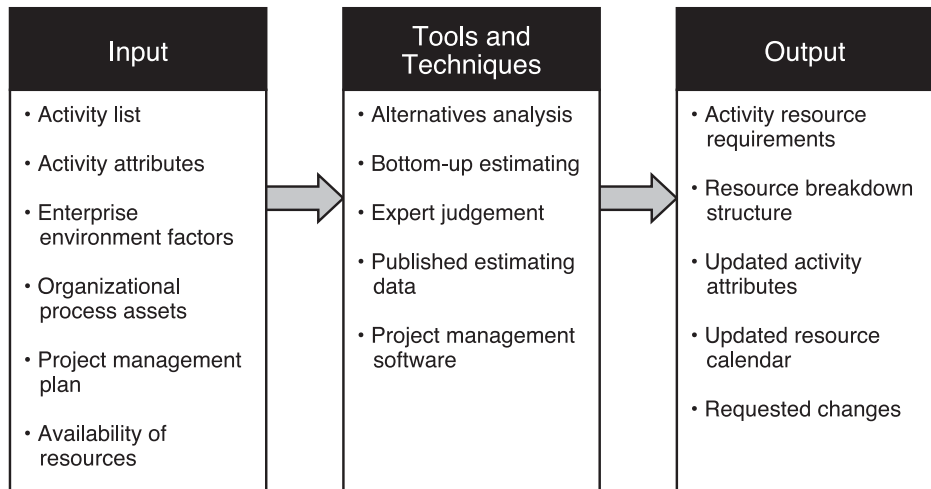 Input
• Activity list
• Activity attributes
• Enterprise
environment factors
• Organizational
process assets
• Project management
plan
• Availability of
resources
Tools and
Techniques
• Alternatives analysis
• Bottom-up estimating
• Expert judgement
• Published estimating
data
• Project management
software
Output
• Activity resource
requirements
• Resource breakdown
structure
• Updated activity
attributes
• Updated resource
calendar
• Requested changes